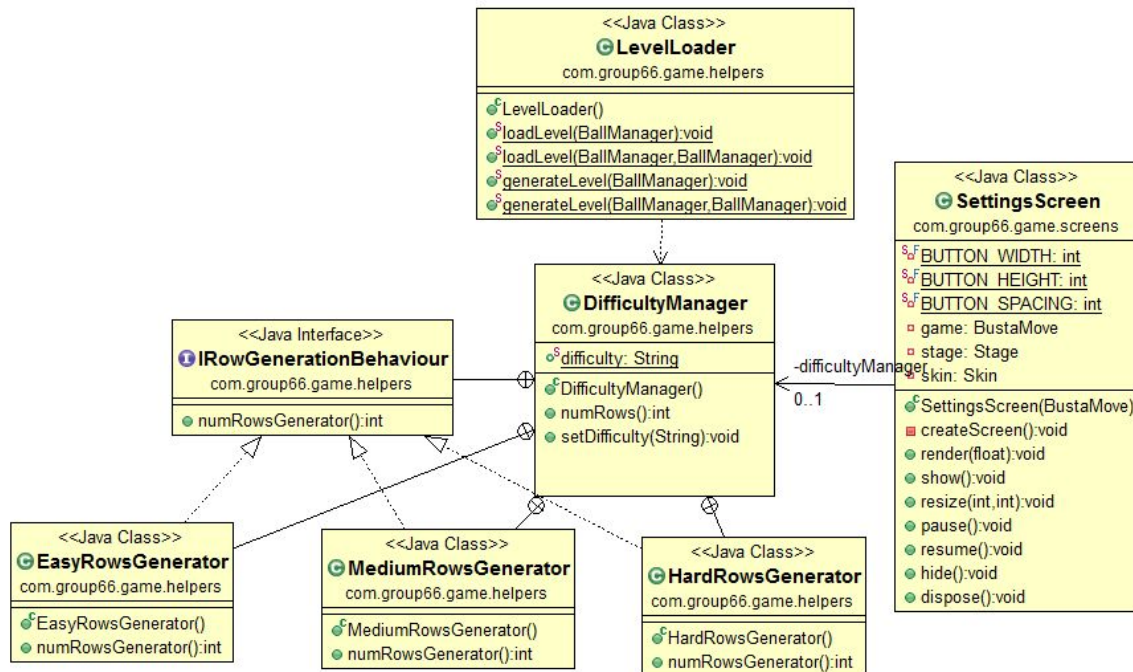 <<Java Class>>
LevelLoader
com.group66.game.helpers
LevelLoader()
loadLevel(BallManager):void
loadLevel(BallManager,BallManager):void
generateLevel(BallManager):void
generateLevel(BallManager,BallManager):void
<<Java Class>>
SettingsScreen
com.group66.game.screens
BUTTON_WIDTH: int
BUTTON_HEIGHT: int
BUTTON_SPACING: int
game: BustaMove
stage: Stage
skin: Skin
SettingsScreen(BustaMove)
createScreen():void
render(float):void
show():void
resize(int,int):void
pause():void
resume():void
hide():void
dispose():void
<<Java Class>>
DifficultyManager
com.group66.game.helpers
difficulty: String
DifficultyManager()
numRows():int
setDifficulty(String):void
-difficultyManager
0..1
<<Java Interface>>
IRowGenerationBehaviour
com.group66.game.helpers
numRowsGenerator():int
<<Java Class>>
EasyRowsGenerator
com.group66.game.helpers
EasyRowsGenerator()
numRowsGenerator():int
<<Java Class>>
MediumRowsGenerator
com.group66.game.helpers
MediumRowsGenerator()
numRowsGenerator():int
<<Java Class>>
HardRowsGenerator
com.group66.game.helpers
HardRowsGenerator()
numRowsGenerator():int